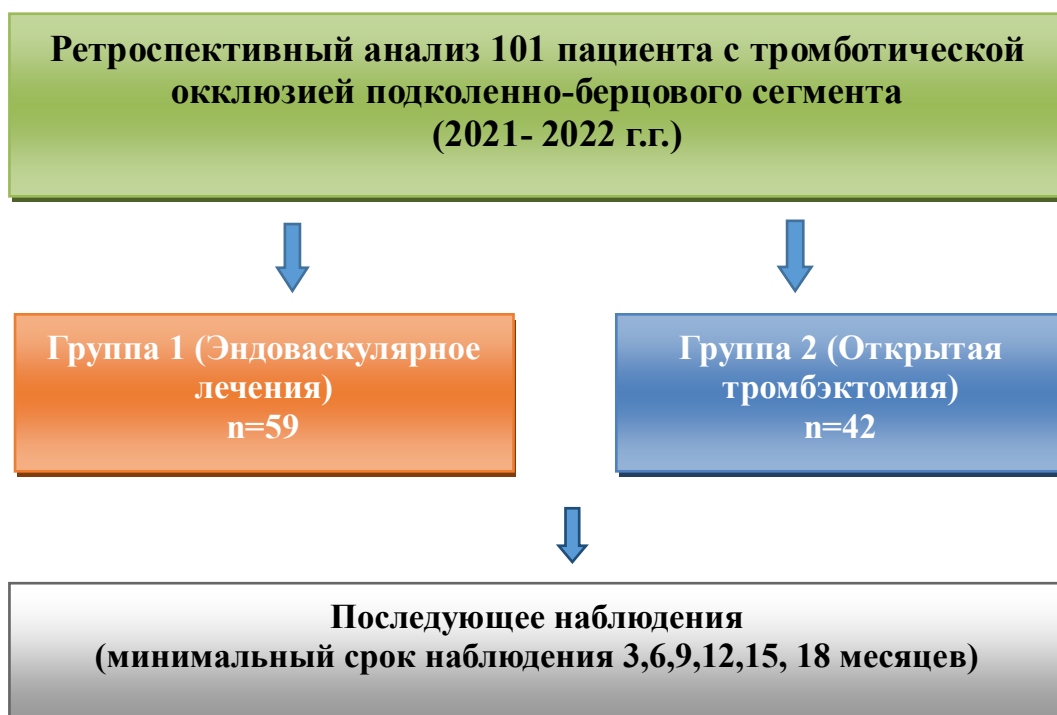 Ретроспективный анализ 101 пациента с тромботической
окклюзией подколенно-берцового сегмента
(2021- 2022 г.г.)
Группа 1 (Эндоваскулярное
лечения)
n=59
Группа 2 (Открытая
тромбэктомия)
n=42
Последующее наблюдения
(минимальный срок наблюдения 3,6,9,12,15, 18 месяцев)